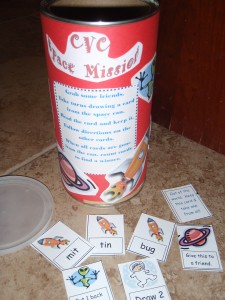 CVC
Space Mission
Grab some friends.
Take turns drawing a card
from the space can.
Read the card and keep it.
Follow directions on the
other cards.
When all cards are gone
from the can, count cards
to find a winner.
mit
tin
bug
Give this to
a friend.
back
Draw 2